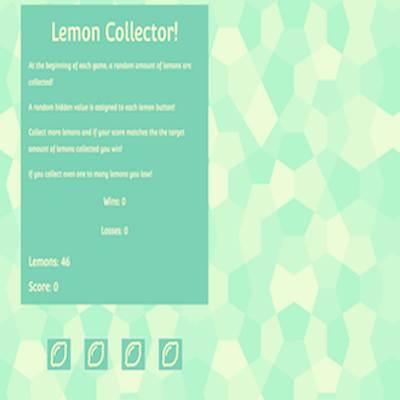 Lemon Collector!
At the beginning of each game, a random amount of lemons are
collected!
A random hidden value is assigned to each lemon button!
Collect more lemons and if your score matches the the target
amount of lemons collected you win!
If you collect even one to many lemons you lose!
Wins: 0
Losses: 0
Lemons: 46
Score: 0